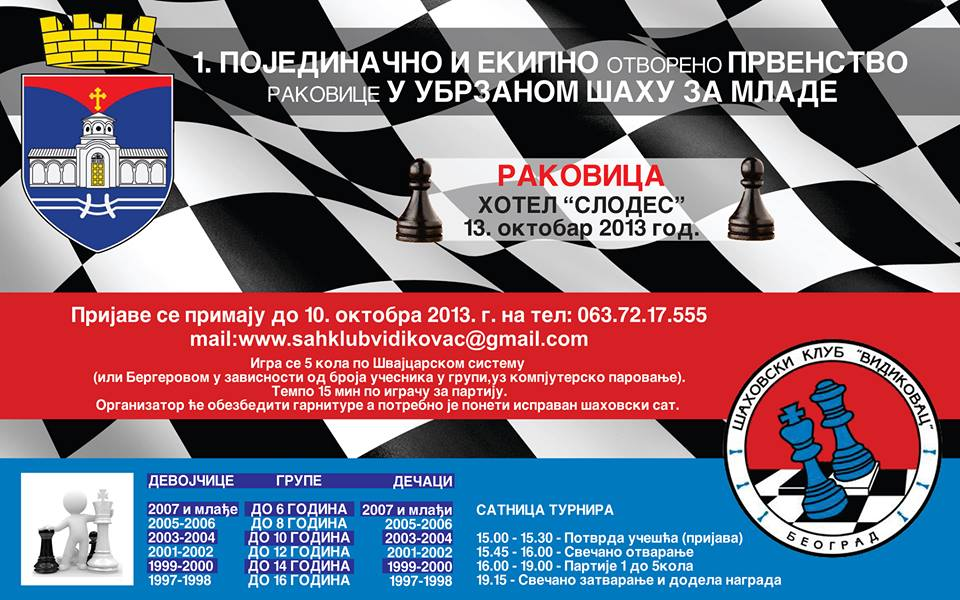 1. ПОЈЕДИНАЧНО И ЕКИПНО ОТВОРЕНО ПРВЕНСТВО
РАКОВИЦЕ У УБРЗАНОМ ШАХУ ЗА МЛАДЕ
РАКОВИЦА
ХОТЕЛ “СЛОДЕС”
13. октобар 2013 год.
Пријаве се примају до 10. октобра 2013. г. на тел: 063.72.17.555
mail:www.sahklubvidikovac@gmail.com
Игра се 5 кола по Швајцарском систему
(или Бергеровом у зависности од броја учесника у групи,уз компјутерско паровање).
Темпо 15 мин по играчу за партију.
Организатор ће обезбедити гарнитуре а потребно је понети исправан шаховски сат.
ШАХОВСКИ КЛУБ "ВИДИКОВАЦ"
БЕОГРАД
ДЕВОЈЧИЦЕ ГРУПЕ ДЕЧАЦИ
2007 и млађе ДО 6 ГОДИНА 2007 и млађи
2005-2006 ДО 8 ГОДИНА 2005-2006
2003-2004 ДО 10 ГОДИНА 2003-2004
2001-2002 ДО 12 ГОДИНА 2001-2002
1999-2000 ДО 14 ГОДИНА 1999-2000
1997-1998 ДО 16 ГОДИНА 1997-1998
САТНИЦА ТУРНИРА
15.00 - 15.30 - Потврда учешћа (пријава)
15.45 - 16.00 - Свечано отварање
16.00 - 19.00 - Партије 1 до 5кола
19.15 - Свечано затварање и додела награда